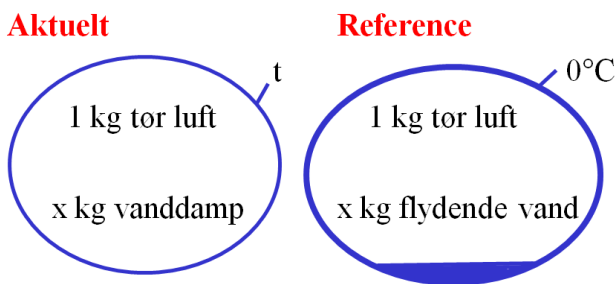 Aktuelt
t
1 kg tør luft
x kg vanddamp
Reference
0°C
1 kg tør luft
x kg flydende vand